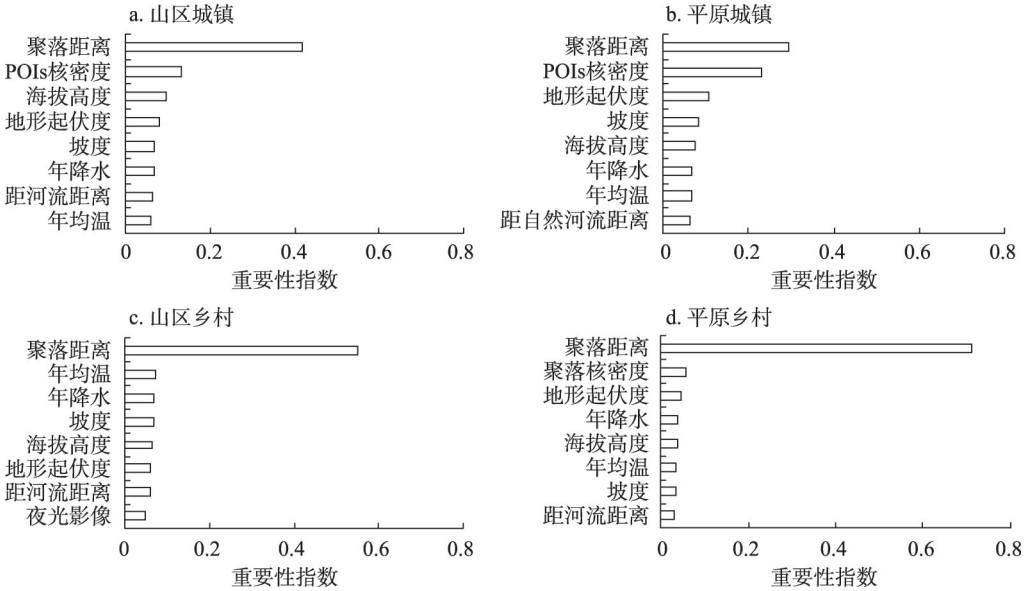 a. 山区城镇
聚落距离
POIs核密度
海拔高度
地形起伏度
坡度
年降水
距河流距离
年均温
0 0.2 0.4 0.6 0.8
重要性指数
b. 平原城镇
聚落距离
POIs核密度
地形起伏度
坡度
海拔高度
年降水
年均温
距自然河流距离
0 0.2 0.4 0.6 0.8
重要性指数
c. 山区乡村
聚落距离
年均温
年降水
坡度
海拔高度
地形起伏度
距河流距离
夜光影像
0 0.2 0.4 0.6 0.8
重要性指数
d. 平原乡村
聚落距离
聚落核密度
地形起伏度
年降水
海拔高度
年均温
坡度
距河流距离
0 0.2 0.4 0.6 0.8
重要性指数